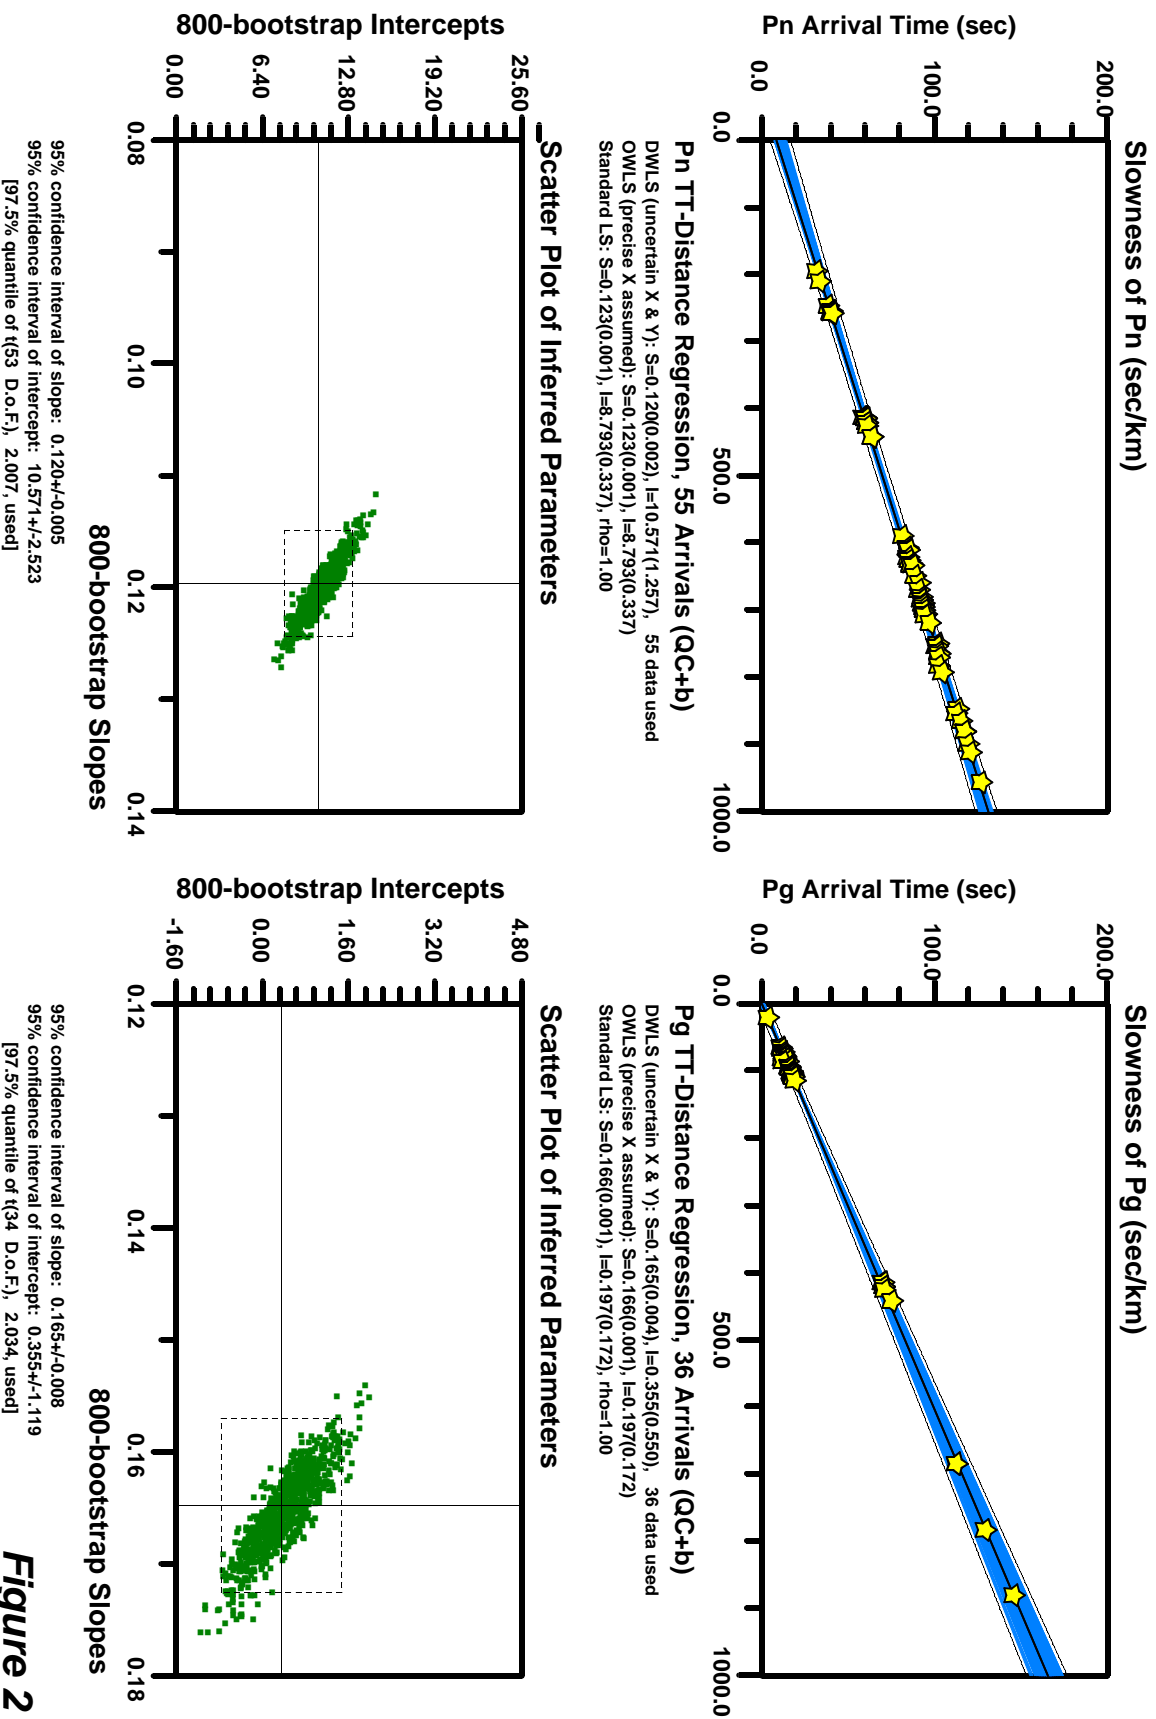 Slowness of Pn (sec/km)
Pn Arrival Time (sec)
200.0
100.0
0.0
0.0
500.0
1000.0
Pn TT-Distance Regression, 55 Arrivals (QC+b)
DWLS (uncertain X & Y): S=0.120(0.002), I=10.571(1.257), 55 data used
OWLS (precise X assumed): S=0.123(0.001), I=8.793(0.337)
Standard LS: S=0.123(0.001), I=8.793(0.337), rho=1.00
Slowness of Pg (sec/km)
Pg Arrival Time (sec)
200.0
100.0
0.0
0.0
500.0
1000.0
Pg TT-Distance Regression, 36 Arrivals (QC+b)
DWLS (uncertain X & Y): S=0.165(0.004), I=0.355(0.550), 36 data used
OWLS (precise X assumed): S=0.166(0.001), I=0.197(0.172)
Standard LS: S=0.166(0.001), I=0.197(0.172), rho=1.00
Scatter Plot of Inferred Parameters
800-bootstrap Intercepts
25.60
19.20
12.80
6.40
0.00
0.08
0.10
0.12
0.14
800-bootstrap Slopes
95% confidence interval of slope: 0.120+/-0.005
95% confidence interval of intercept: 10.571+/-2.523
[97.5% quantile of t(53 D.o.F.), 2.007, used]
Scatter Plot of Inferred Parameters
800-bootstrap Intercepts
4.80
3.20
1.60
0.00
-1.60
0.12
0.14
0.16
0.18
800-bootstrap Slopes
95% confidence interval of slope: 0.165+/-0.008
95% confidence interval of intercept: 0.355+/-1.119
[97.5% quantile of t(34 D.o.F.), 2.034, used]
Figure 2